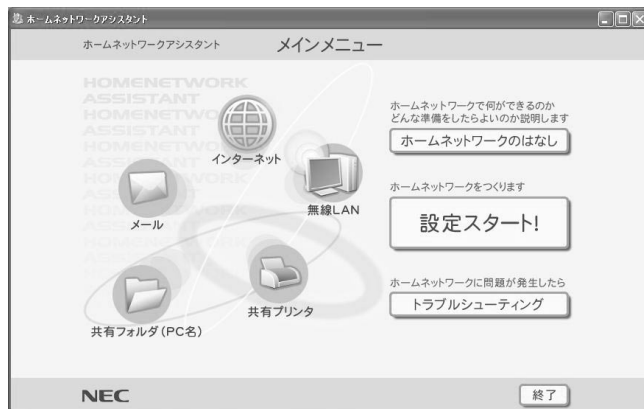 ホームネットワークアシスタント
ホームネットワークアシスタント
メインメニュー
HOMENETWORK
ASSISTANT
HOMENETWO
ASSISTANT
HOMENETWO
ASSISTANT
インターネット
メール
無線LAN
共有プリンタ
共有フォルダ(PC名)
ホームネットワークで何ができるのか
どんな準備をしたらよいのか説明します
ホームネットワークのはなし
ホームネットワークをつくります
設定スタート!
ホームネットワークに問題が発生したら
トラブルシューティング
NEC
終了